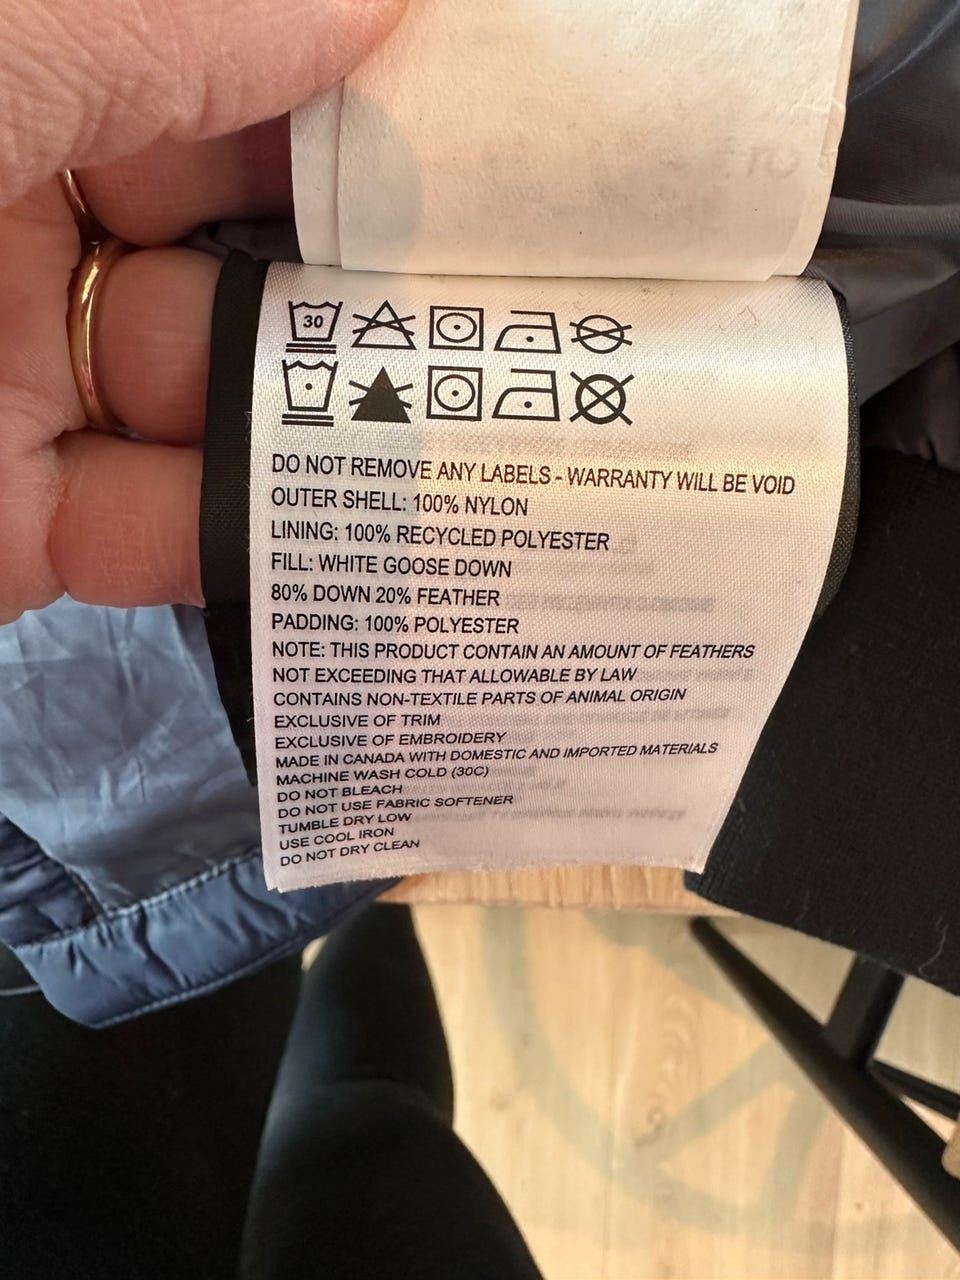 30
DO NOT REMOVE ANY LABELS - WARRANTY WILL BE VOID
OUTER SHELL: 100% NYLON
LINING: 100% RECYCLED POLYESTER
FILL: WHITE GOOSE DOWN
80% DOWN 20% FEATHER
PADDING: 100% POLYESTER
NOTE: THIS PRODUCT CONTAIN AN AMOUNT OF FEATHERS
NOT EXCEEDING THAT ALLOWABLE BY LAW
CONTAINS NON-TEXTILE PARTS OF ANIMAL ORIGIN
EXCLUSIVE OF TRIM
EXCLUSIVE OF EMBROIDERY
MADE IN CANADA WITH DOMESTIC AND IMPORTED MATERIALS
MACHINE WASH COLD (30C)
DO NOT BLEACH
DO NOT USE FABRIC SOFTENER
TUMBLE DRY LOW
USE COOL IRON
DO NOT DRY CLEAN